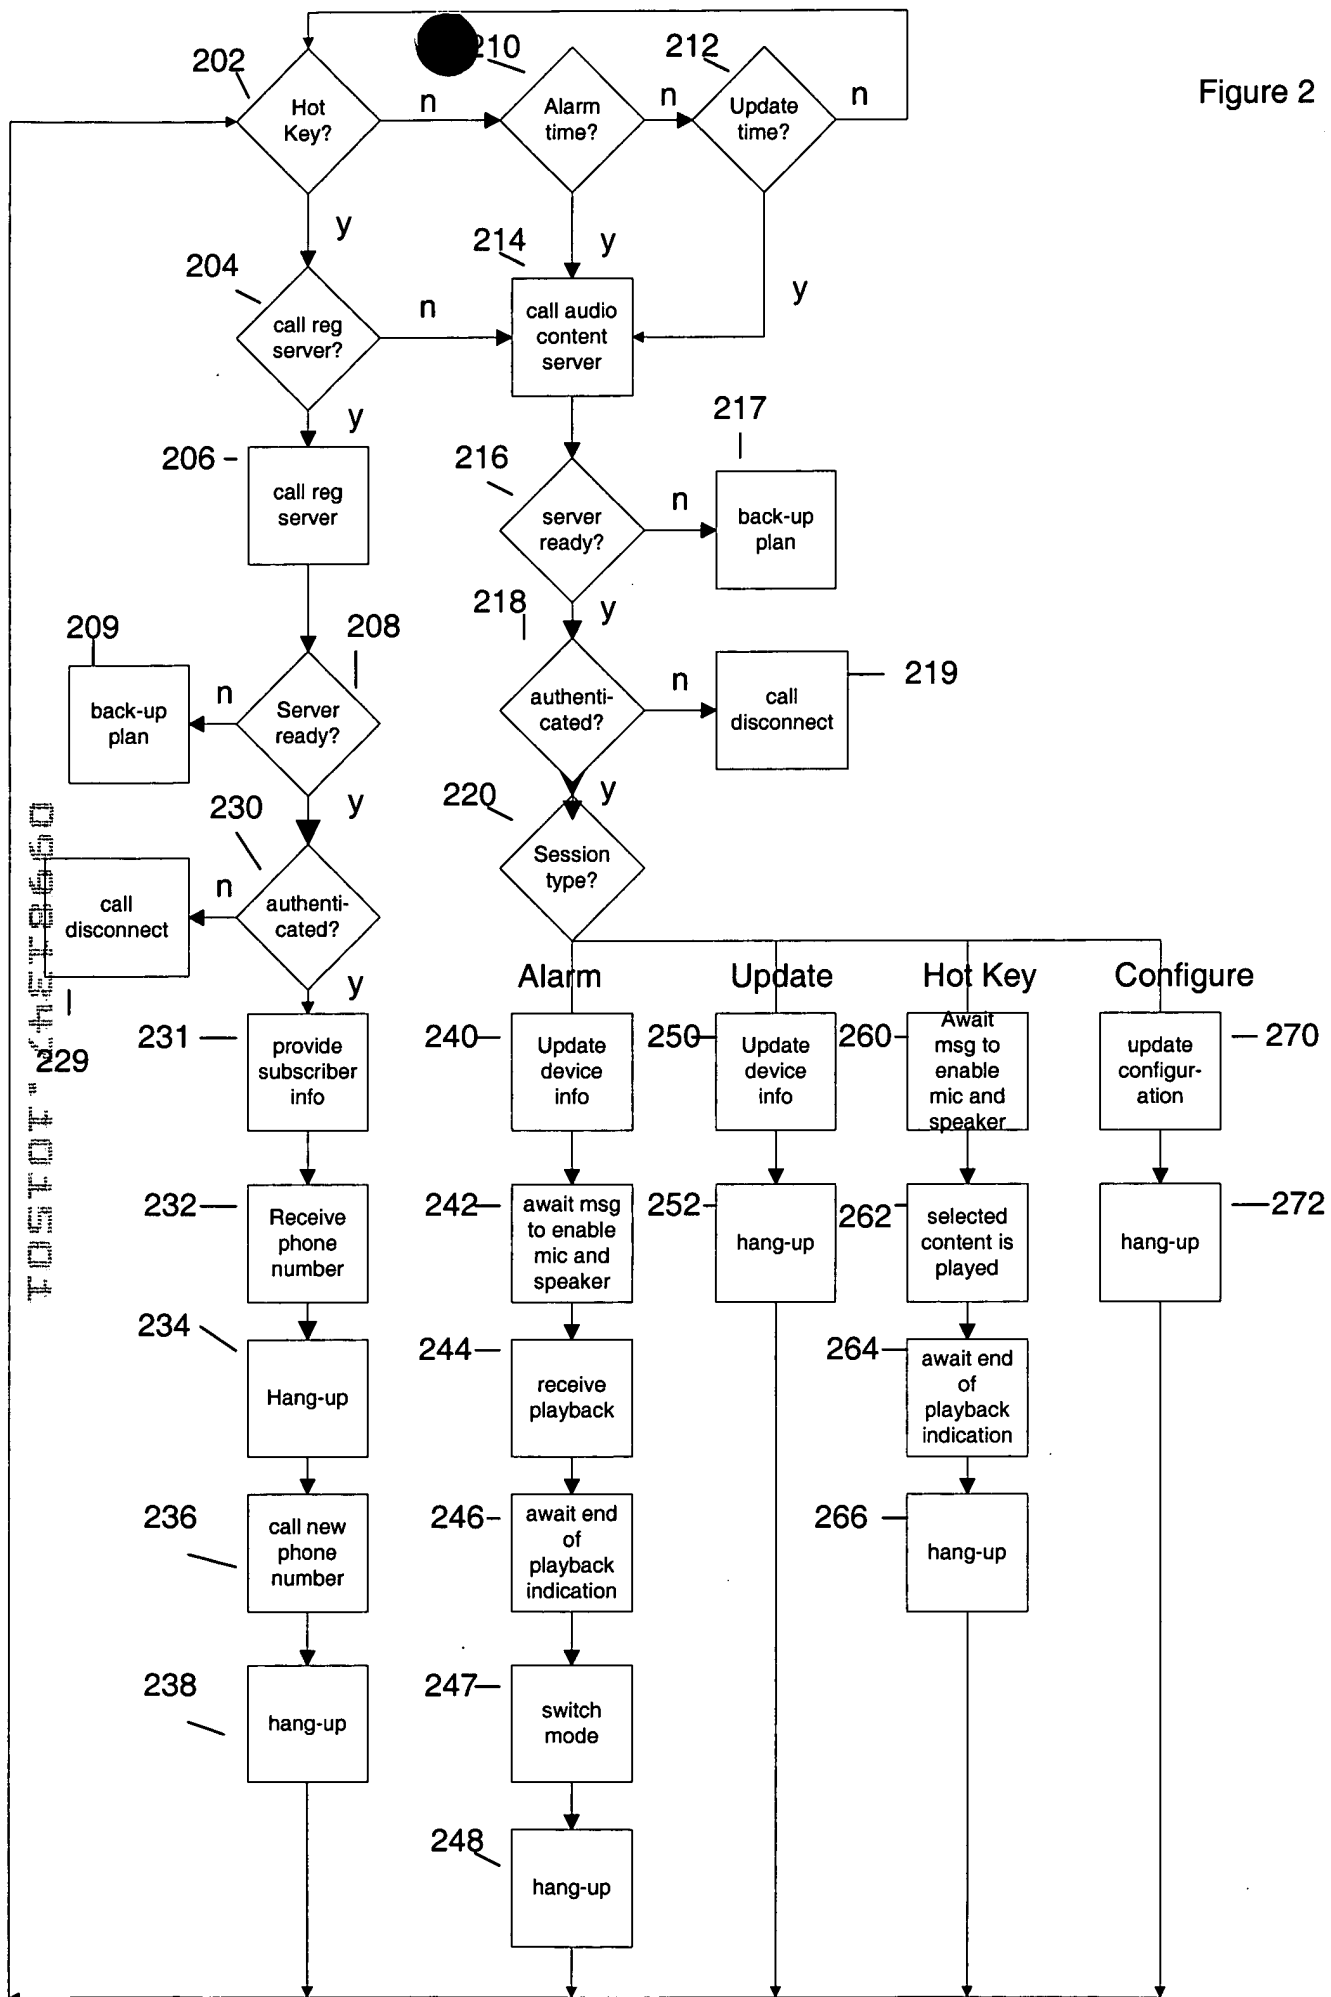 Figure 2
202
210
212
Hot
Key?
n
Alarm
time?
n
Update
time?
n
y
y
y
204
call reg
server?
n
214
call audio
content
server
y
206
call reg
server
216
server
ready?
n
217
back-up
plan
y
209
back-up
plan
n
208
Server
ready?
y
218
authenti-
cated?
n
219
call
disconnect
y
230
authenti-
cated?
n
call
disconnect
229
y
220
Session
type?
Alarm
Update
Hot Key
Configure
231
provide
subscriber
info
240
Update
device
info
250
Update
device
info
260
Await
msg to
enable
mic and
speaker
270
update
configur-
ation
232
Receive
phone
number
242
await msg
to enable
mic and
speaker
252
hang-up
262
selected
content is
played
272
hang-up
234
Hang-up
244
receive
playback
264
await end
of
playback
indication
236
call new
phone
number
246
await end
of
playback
indication
266
hang-up
238
hang-up
247
switch
mode
248
hang-up